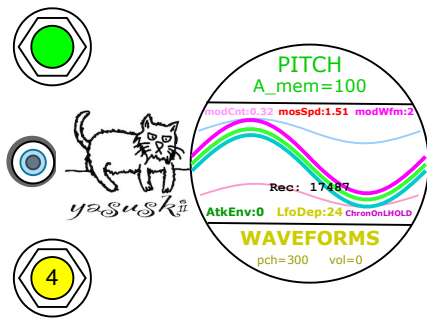 PITCH
A_mem=100
modCnt:0.32 mosSpd:1.51 modWfm:2
Rec: 17487
AtkEnv:0 LfoDep:24 ChronOnLHOLD
yasuski
WAVEFORMS
pch=300 vol=0
4